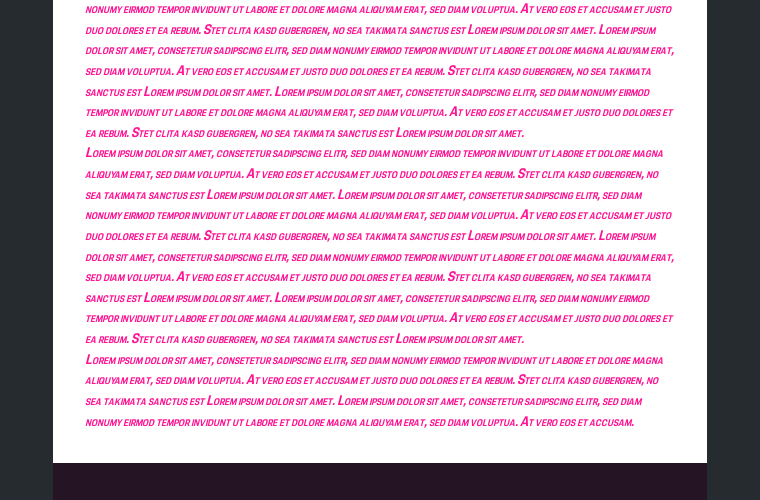 nonumy eirmod tempor invidunt ut labore et dolore magna aliquyam erat, sed diam voluptua. At vero eos et accusam et justo
duo dolores et ea rebum. Stet clita kasd gubergren, no sea takimata sanctus est Lorem ipsum dolor sit amet. Lorem ipsum
dolor sit amet, consetetur sadipscing elitr, sed diam nonumy eirmod tempor invidunt ut labore et dolore magna aliquyam erat,
sed diam voluptua. At vero eos et accusam et justo duo dolores et ea rebum. Stet clita kasd gubergren, no sea takimata
sanctus est Lorem ipsum dolor sit amet. Lorem ipsum dolor sit amet, consetetur sadipscing elitr, sed diam nonumy eirmod
tempor invidunt ut labore et dolore magna aliquyam erat, sed diam voluptua. At vero eos et accusam et justo duo dolores et
ea rebum. Stet clita kasd gubergren, no sea takimata sanctus est Lorem ipsum dolor sit amet.
Lorem ipsum dolor sit amet, consetetur sadipscing elitr, sed diam nonumy eirmod tempor invidunt ut labore et dolore magna
aliquyam erat, sed diam voluptua. At vero eos et accusam et justo duo dolores et ea rebum. Stet clita kasd gubergren, no
sea takimata sanctus est Lorem ipsum dolor sit amet. Lorem ipsum dolor sit amet, consetetur sadipscing elitr, sed diam
nonumy eirmod tempor invidunt ut labore et dolore magna aliquyam erat, sed diam voluptua. At vero eos et accusam et justo
duo dolores et ea rebum. Stet clita kasd gubergren, no sea takimata sanctus est Lorem ipsum dolor sit amet. Lorem ipsum
dolor sit amet, consetetur sadipscing elitr, sed diam nonumy eirmod tempor invidunt ut labore et dolore magna aliquyam erat,
sed diam voluptua. At vero eos et accusam et justo duo dolores et ea rebum. Stet clita kasd gubergren, no sea takimata
sanctus est Lorem ipsum dolor sit amet. Lorem ipsum dolor sit amet, consetetur sadipscing elitr, sed diam nonumy eirmod
tempor invidunt ut labore et dolore magna aliquyam erat, sed diam voluptua. At vero eos et accusam et justo duo dolores et
ea rebum. Stet clita kasd gubergren, no sea takimata sanctus est Lorem ipsum dolor sit amet.
Lorem ipsum dolor sit amet, consetetur sadipscing elitr, sed diam nonumy eirmod tempor invidunt ut labore et dolore magna
aliquyam erat, sed diam voluptua. At vero eos et accusam et justo duo dolores et ea rebum. Stet clita kasd gubergren, no
sea takimata sanctus est Lorem ipsum dolor sit amet. Lorem ipsum dolor sit amet, consetetur sadipscing elitr, sed diam
nonumy eirmod tempor invidunt ut labore et dolore magna aliquyam erat, sed diam voluptua. At vero eos et accusam.